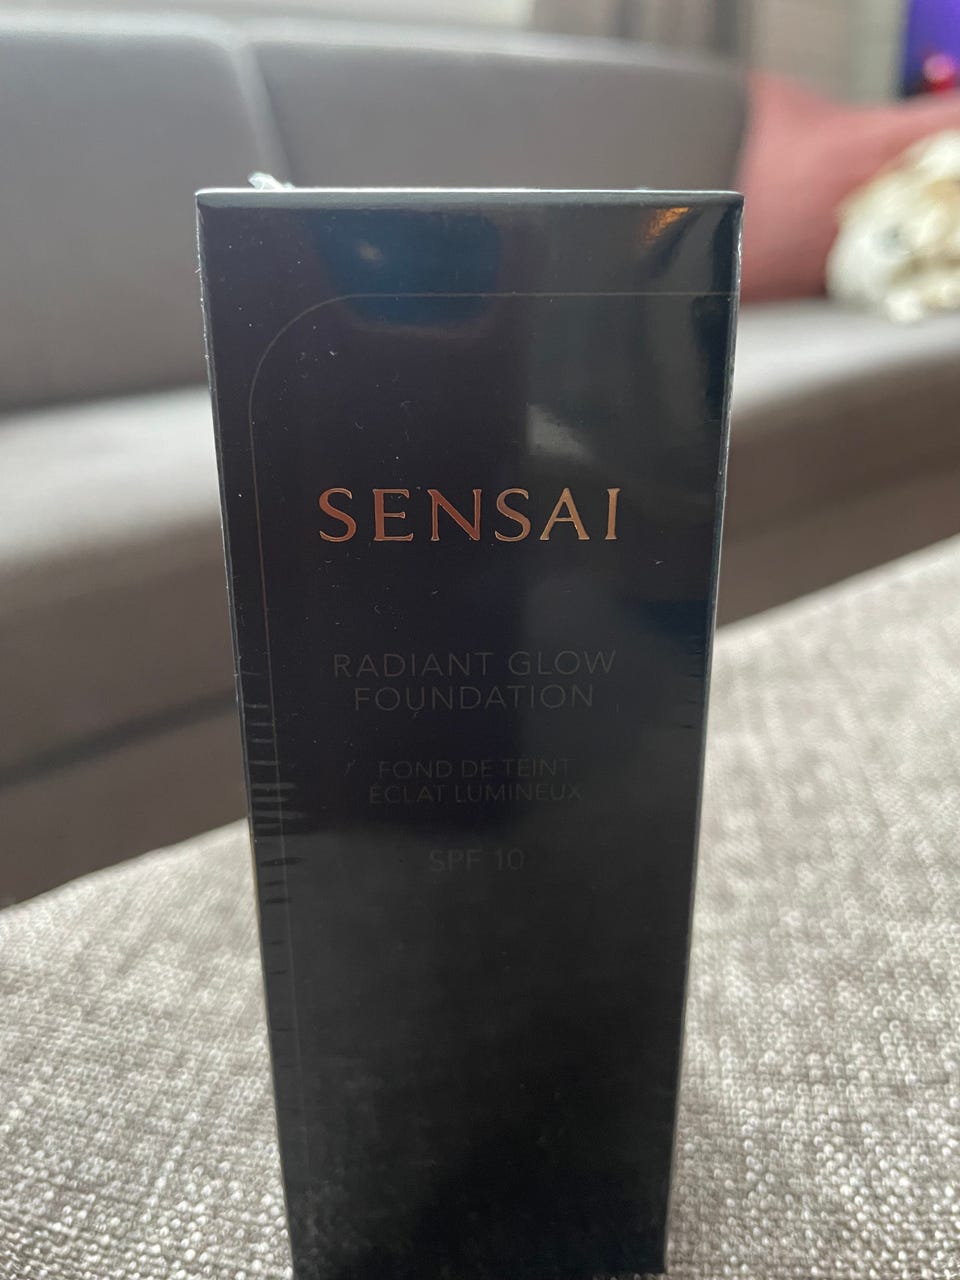 SENSAI
RADIANT GLOW
FOUNDATION
FOND DE TEINT
ÉCLAT LUMINEUX
SPF 10